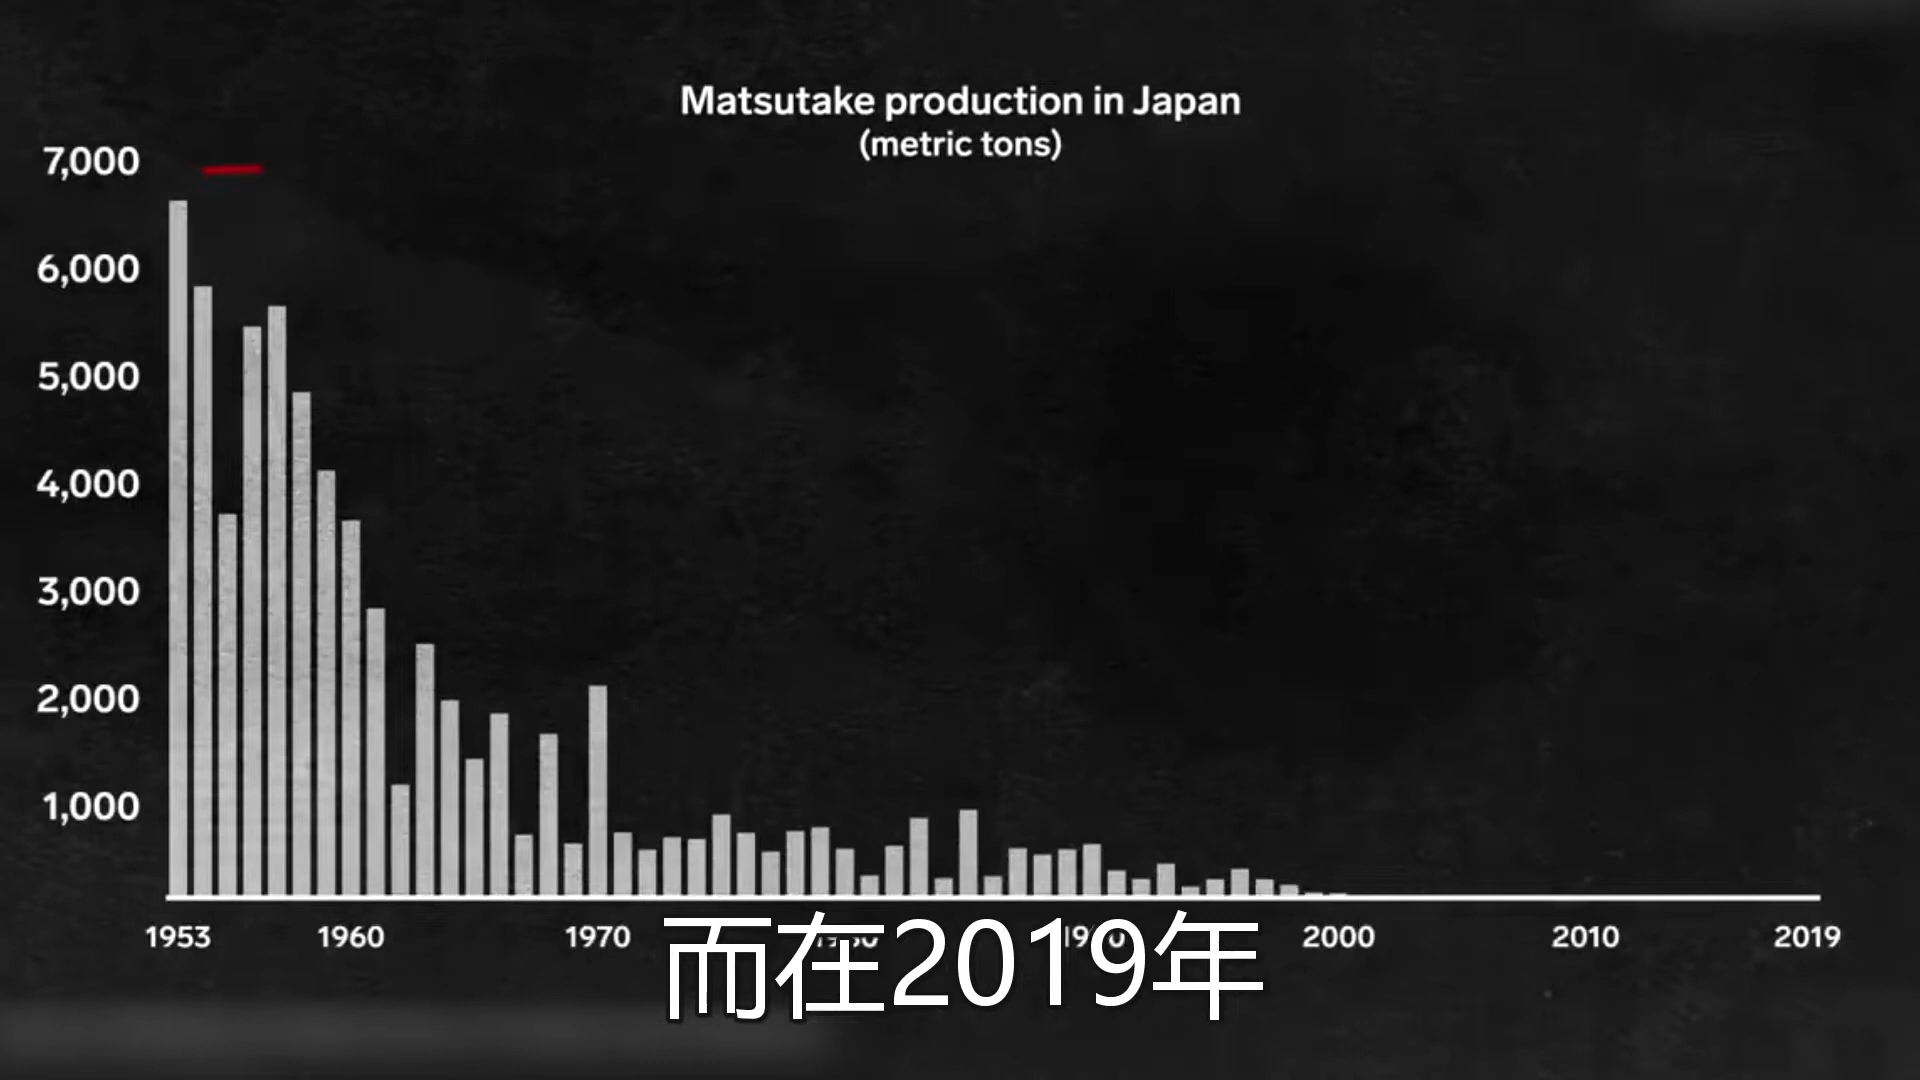 Matsutake production in Japan
(metric tons)
7,000
6,000
5,000
4,000
3,000
2,000
1,000
1953 1960 1970 2000 2010 2019
而在2019年